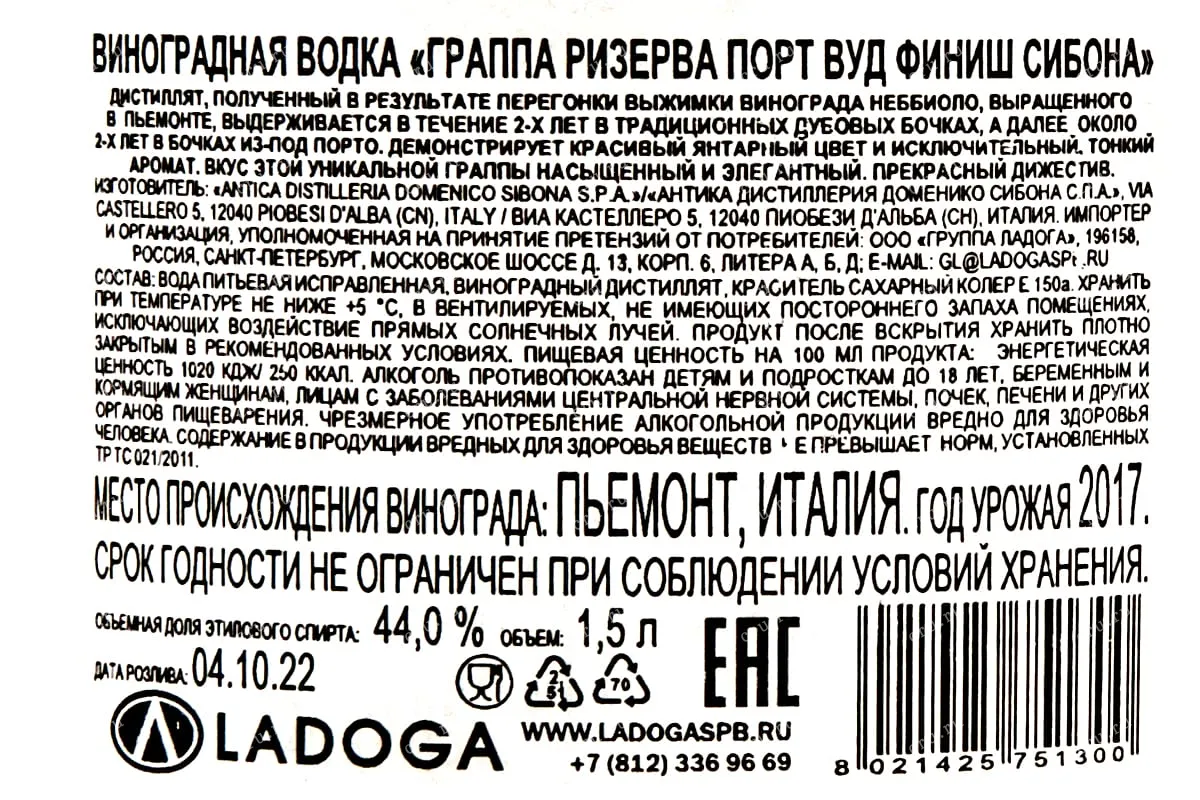 ВИНОГРАДНАЯ ВОДКА «ГРАППА РИЗЕРВА ПОРТ ВУД ФИНИШ СИБОНА»
ДИСТИЛЛЯТ, ПОЛУЧЕННЫЙ В РЕЗУЛЬТАТЕ ПЕРЕГОНКИ ВЫЖИМКИ ВИНОГРАДА НЕББИОЛО, ВЫРАЩЕННОГО
В ПЬЕМОНТЕ, ВЫДЕРЖИВАЕТСЯ В ТЕЧЕНИЕ 2-Х ЛЕТ В ТРАДИЦИОННЫХ ДУБОВЫХ БОЧКАХ, А ДАЛЕЕ ОКОЛО
2-Х ЛЕТ В БОЧКАХ ИЗ-ПОД ПОРТО. ДЕМОНСТРИРУЕТ КРАСИВЫЙ ЯНТАРНЫЙ ЦВЕТ И ИСКЛЮЧИТЕЛЬНЫЙ, ТОНКИЙ
АРОМАТ. ВКУС ЭТОЙ УНИКАЛЬНОЙ ГРАППЫ НАСЫЩЕННЫЙ И ЭЛЕГАНТНЫЙ. ПРЕКРАСНЫЙ ДИЖЕСТИВ.
ИЗГОТОВИТЕЛЬ: «ANTICA DISTILLERIA DOMENICO SIBONA S.P.A.»/«АНТИКА ДИСТИЛЛЕРИЯ ДОМЕНИКО СИБОНА С.П.А.», VIA
CASTELLERO 5, 12040 PIOBESI D'ALBA (CN), ITALY / ВИА КАСТЕЛЛЕРО 5, 12040 ПИОБЕЗИ Д'АЛЬБА (СН), ИТАЛИЯ. ИМПОРТЕР
И ОРГАНИЗАЦИЯ, УПОЛНОМОЧЕННАЯ НА ПРИНЯТИЕ ПРЕТЕНЗИЙ ОТ ПОТРЕБИТЕЛЕЙ: ООО «ГРУППА ЛАДОГА», 196158,
РОССИЯ, САНКТ-ПЕТЕРБУРГ, МОСКОВСКОЕ ШОССЕ Д. 13, КОРП. 6, ЛИТЕРА А, Б, Д; E-MAIL:
СОСТАВ: ВОДА ПИТЬЕВАЯ ИСПРАВЛЕННАЯ, ВИНОГРАДНЫЙ ДИСТИЛЛЯТ, КРАСИТЕЛЬ САХАРНЫЙ КОЛЕР Е 150а. ХРАНИТЬ
ПРИ ТЕМПЕРАТУРЕ НЕ НИЖЕ +5 °С, В ВЕНТИЛИРУЕМЫХ, НЕ ИМЕЮЩИХ ПОСТОРОННЕГО ЗАПАХА ПОМЕЩЕНИЯХ,
ИСКЛЮЧАЮЩИХ ВОЗДЕЙСТВИЕ ПРЯМЫХ СОЛНЕЧНЫХ ЛУЧЕЙ. ПРОДУКТ ПОСЛЕ ВСКРЫТИЯ ХРАНИТЬ ПЛОТНО
ЗАКРЫТЫМ В РЕКОМЕНДОВАННЫХ УСЛОВИЯХ. ПИЩЕВАЯ ЦЕННОСТЬ НА 100 МЛ ПРОДУКТА: ЭНЕРГЕТИЧЕСКАЯ
ЦЕННОСТЬ 1020 КДЖ/ 250 ККАЛ. АЛКОГОЛЬ ПРОТИВОПОКАЗАН ДЕТЯМ И ПОДРОСТКАМ ДО 18 ЛЕТ, БЕРЕМЕННЫМ И
КОРМЯЩИМ ЖЕНЩИНАМ, ЛИЦАМ С ЗАБОЛЕВАНИЯМИ ЦЕНТРАЛЬНОЙ НЕРВНОЙ СИСТЕМЫ, ПОЧЕК, ПЕЧЕНИ И ДРУГИХ
ОРГАНОВ ПИЩЕВАРЕНИЯ. ЧРЕЗМЕРНОЕ УПОТРЕБЛЕНИЕ АЛКОГОЛЬНОЙ ПРОДУКЦИИ ВРЕДНО ДЛЯ ЗДОРОВЬЯ
ЧЕЛОВЕКА. СОДЕРЖАНИЕ В ПРОДУКЦИИ ВРЕДНЫХ ДЛЯ ЗДОРОВЬЯ ВЕЩЕСТВ НЕ ПРЕВЫШАЕТ НОРМ, УСТАНОВЛЕННЫХ
ТР ТС 021/2011.
МЕСТО ПРОИСХОЖДЕНИЯ ВИНОГРАДА: ПЬЕМОНТ, ИТАЛИЯ. ГОД УРОЖАЯ 2017.
СРОК ГОДНОСТИ НЕ ОГРАНИЧЕН ПРИ СОБЛЮДЕНИИ УСЛОВИЙ ХРАНЕНИЯ.
ОБЪЕМНАЯ ДОЛЯ ЭТИЛОВОГО СПИРТА: 44,0 % ОБЪЕМ: 1,5 Л
ДАТА РОЗЛИВА: 04.10.22
70
EAC
LADOGA
WWW.LADOGASPB.RU
+7 (812) 336 96 69
8 021425 751300